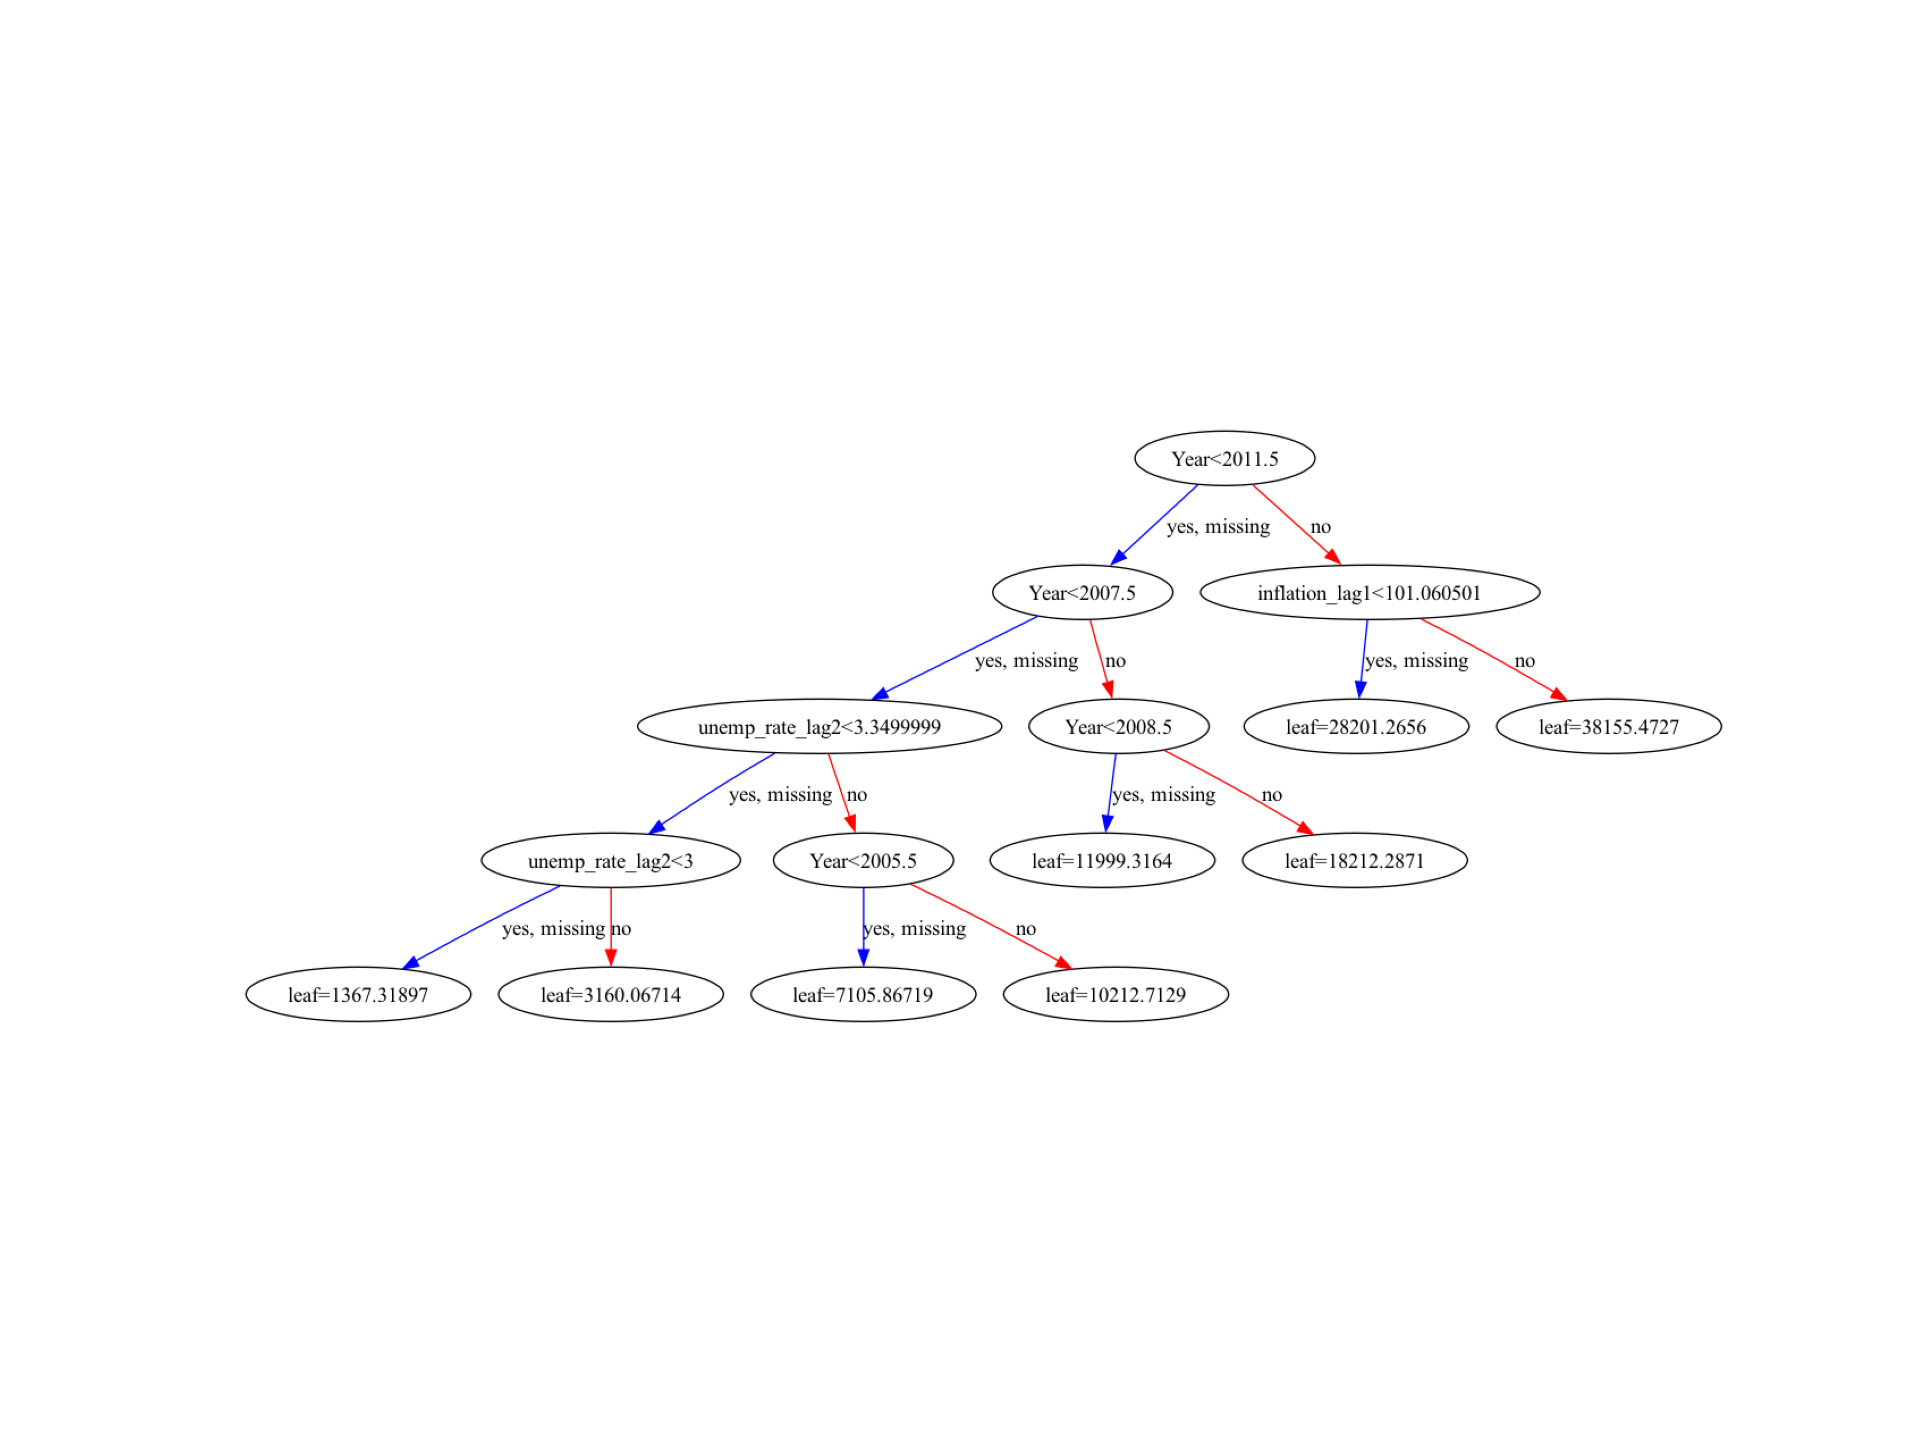 Year<2011.5
yes, missing
no
Year<2007.5
inflation_lag1<101.060501
yes, missing
no
yes, missing
no
unemp_rate_lag2<3.3499999
Year<2008.5
leaf=28201.2656
leaf=38155.4727
yes, missing
no
yes, missing
no
unemp_rate_lag2<3
Year<2005.5
leaf=11999.3164
leaf=18212.2871
yes, missing
no
yes, missing
no
leaf=1367.31897
leaf=3160.06714
leaf=7105.86719
leaf=10212.7129